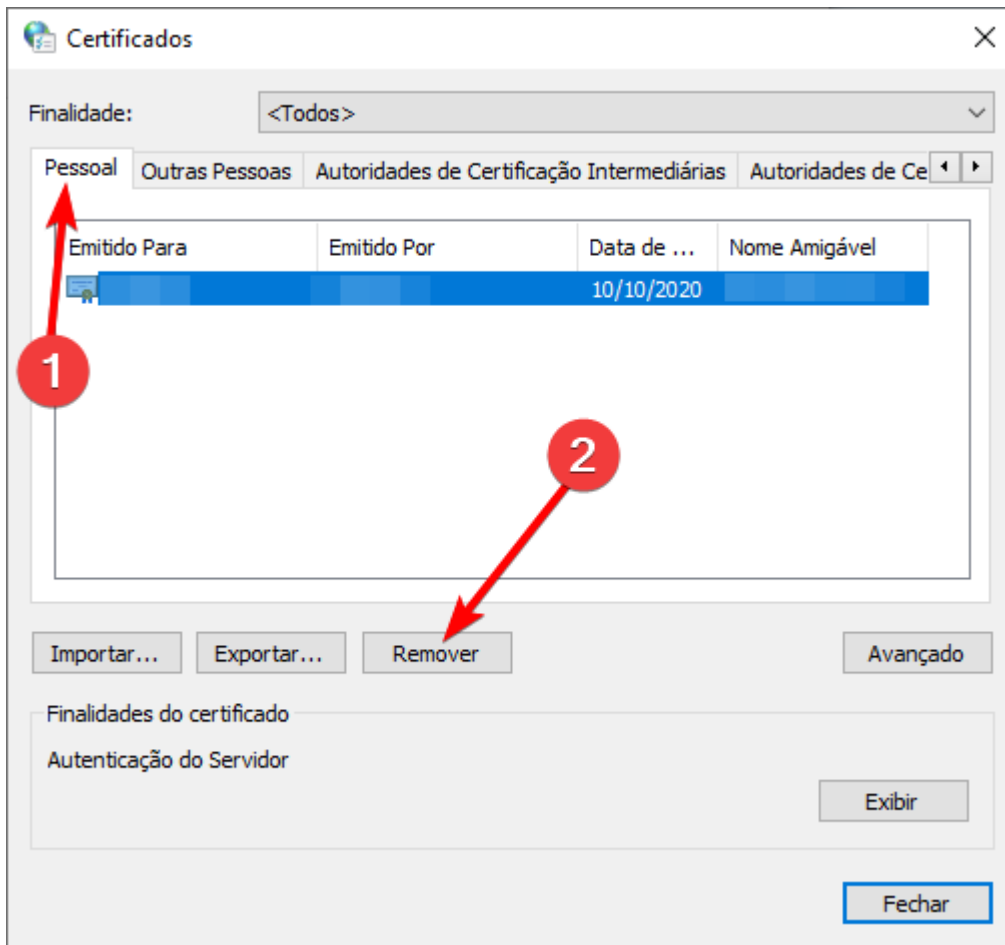 Certificados
Finalidade: <Todos>
Pessoal Outras Pessoas Autoridades de Certificação Intermediárias Autoridades de Ce
Emitido Para Emitido Por Data de ... Nome Amigável
10/10/2020
1
2
Importar... Exportar... Remover Avançado
Finalidades do certificado
Autenticação do Servidor
Exibir
Fechar